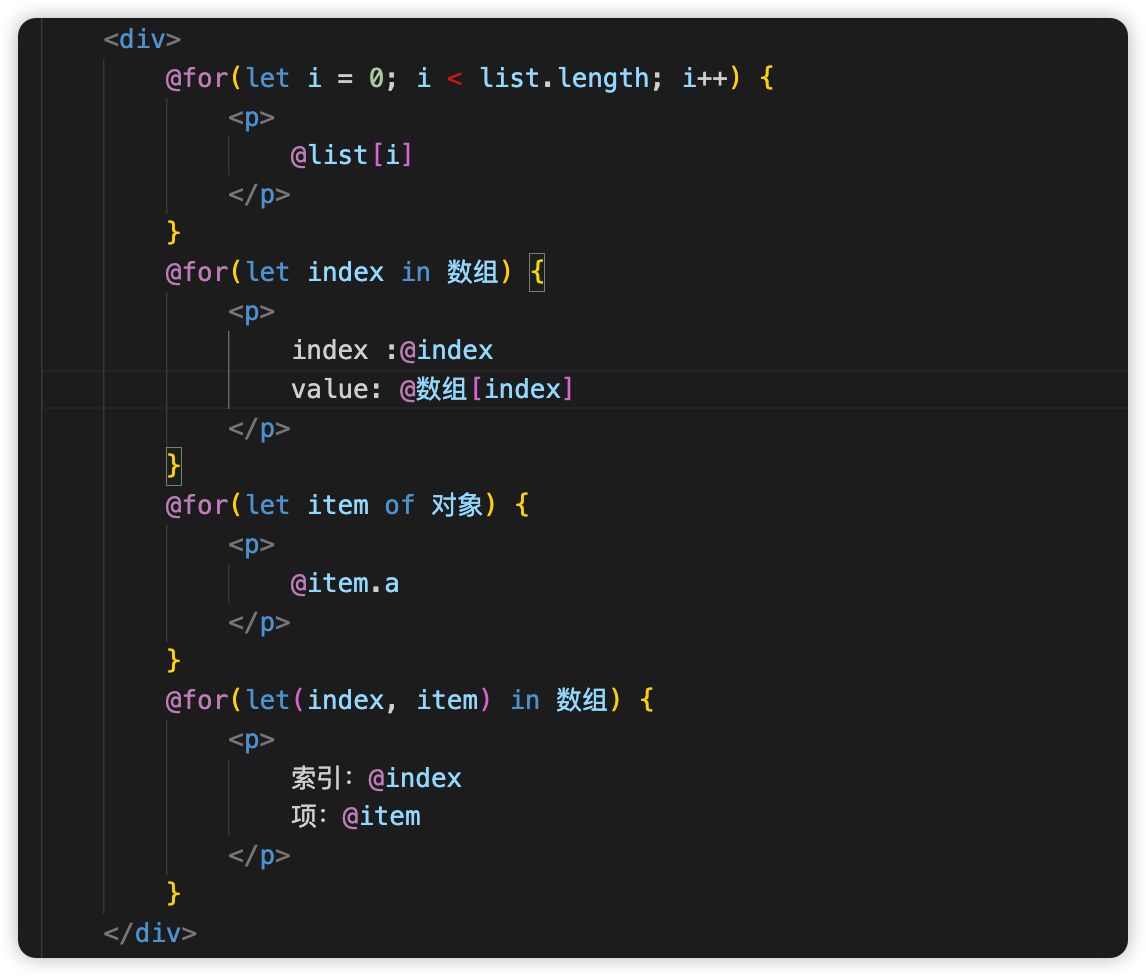 <div>
@for(let i = 0; i < list.length; i++) {
<p>
@list[i]
</p>
}
@for(let index in 数组) {
<p>
index :@index
value: @数组[index]
</p>
}
@for(let item of 对象) {
<p>
@item.a
</p>
}
@for(let(index, item) in 数组) {
<p>
索引: @index
项: @item
</p>
}
</div>